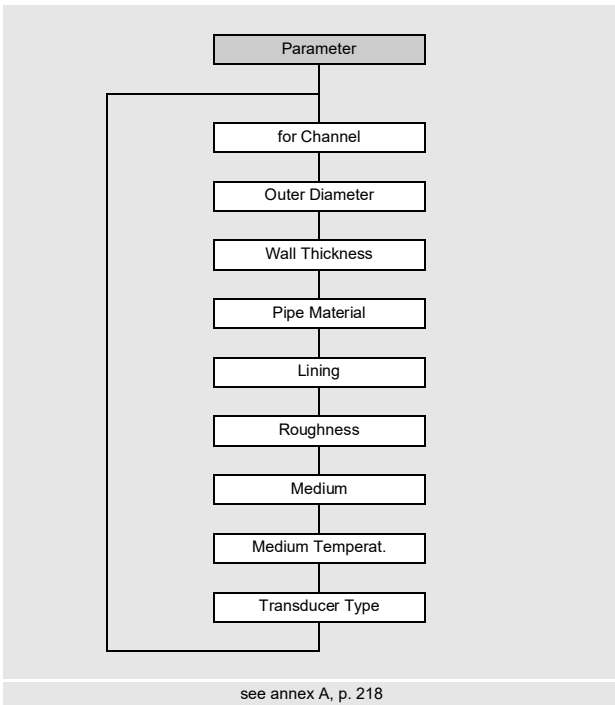 Parameter
for Channel
Outer Diameter
Wall Thickness
Pipe Material
Lining
Roughness
Medium
Medium Temperat.
Transducer Type
see annex A, p. 218